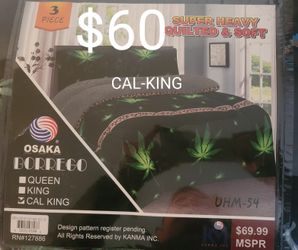 $60
3
PIECE
SUPER HEAVY
QUILTED & SOFT
CAL-KING
OSAKA
BORREGO
QUEEN
KING
CAL KING
UHM-54
Design pattern register pending.
All Rights Reserved by KANMA INC.
RN#127886
$69.99
MSPR